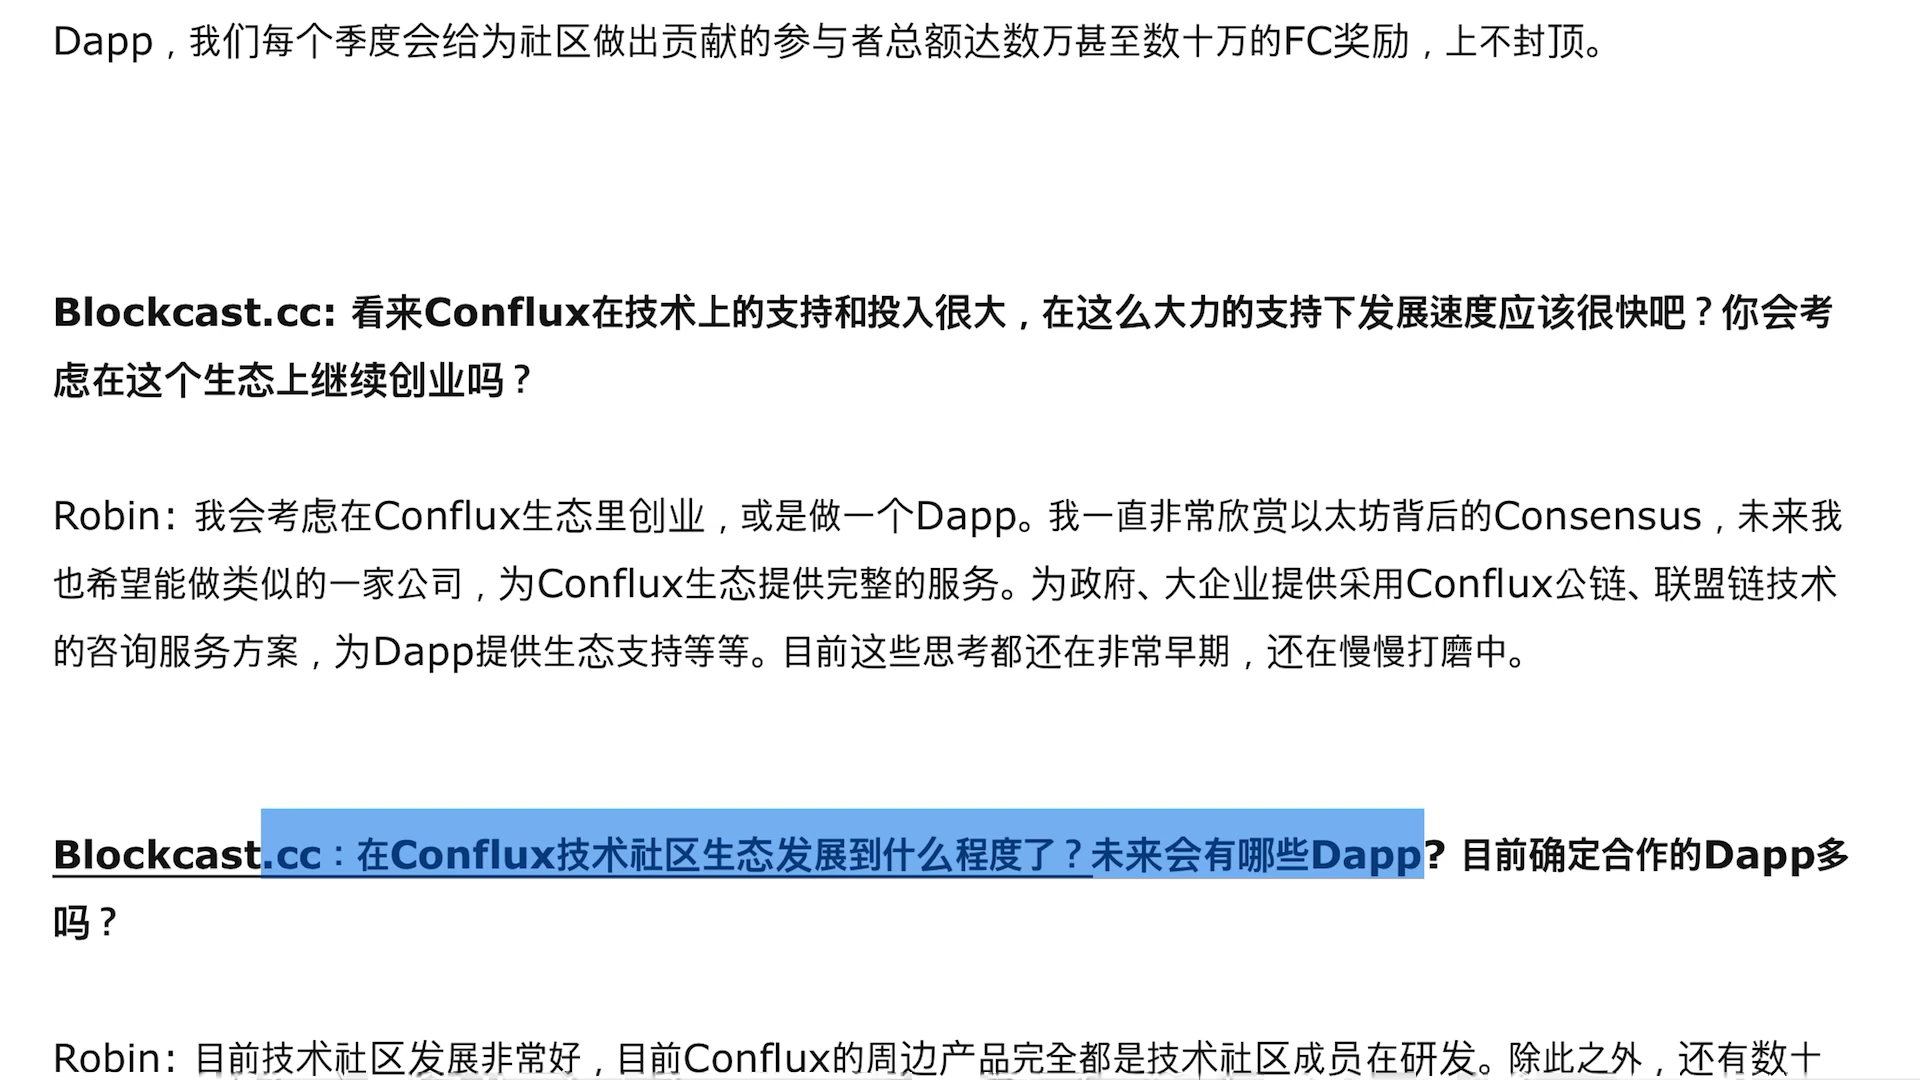 Dapp，我们每个季度会给为社区做出贡献的参与者总额达数万甚至数十万的FC奖励，上不封顶。
Blockcast.cc: 看来Conflux在技术上的支持和投入很大，在这么大力的支持下发展速度应该很快吧？你会考
虑在这个生态上继续创业吗？
Robin: 我会考虑在Conflux生态里创业，或是做一个Dapp。我一直非常欣赏以太坊背后的Consensus，未来我
也希望能做类似的一家公司，为Conflux生态提供完整的服务。为政府、大企业提供采用Conflux公链、联盟链技术
的咨询服务方案，为Dapp提供生态支持等等。目前这些思考都还在非常早期，还在慢慢打磨中。
Blockcast.cc：在Conflux技术社区生态发展到什么程度了？未来会有哪些Dapp? 目前确定合作的Dapp多
吗？
Robin: 目前技术社区发展非常好，目前Conflux的周边产品完全都是技术社区成员在研发。除此之外，还有数十